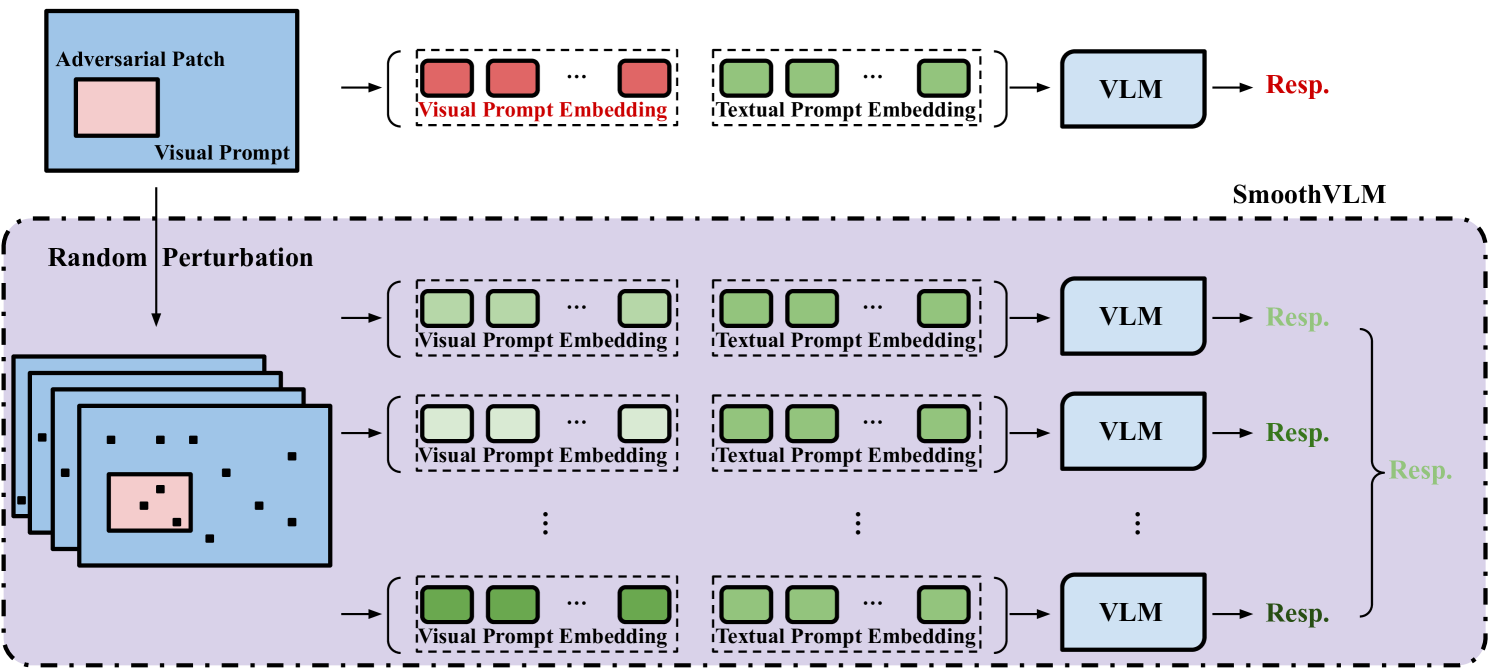 Adversarial Patch
Visual Prompt
...
Visual Prompt Embedding
...
Textual Prompt Embedding
VLM
Resp.
SmoothVLM
Random Perturbation
...
Visual Prompt Embedding
...
Textual Prompt Embedding
VLM
Resp.
...
Visual Prompt Embedding
...
Textual Prompt Embedding
VLM
Resp.
Resp.
...
Visual Prompt Embedding
...
Textual Prompt Embedding
VLM
Resp.